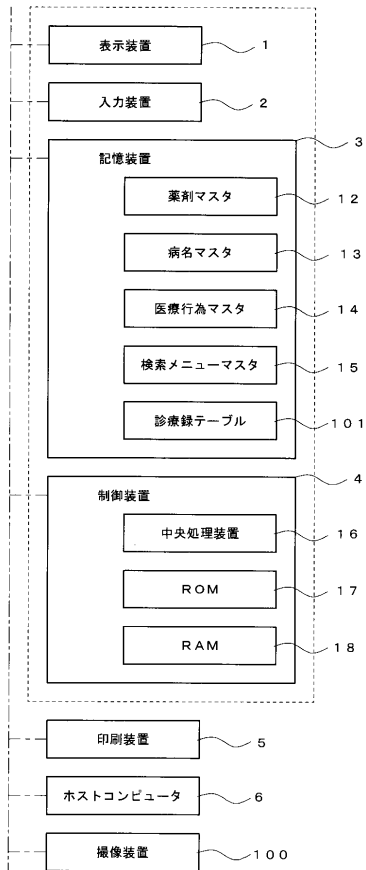 表示装置 1
入力装置 2
3
記憶装置
薬剤マスタ 12
病名マスタ 13
医療行為マスタ 14
検索メニューマスタ 15
診療録テーブル 101
4
制御装置
中央処理装置 16
ROM 17
RAM 18
印刷装置 5
ホストコンピュータ 6
撮像装置 100